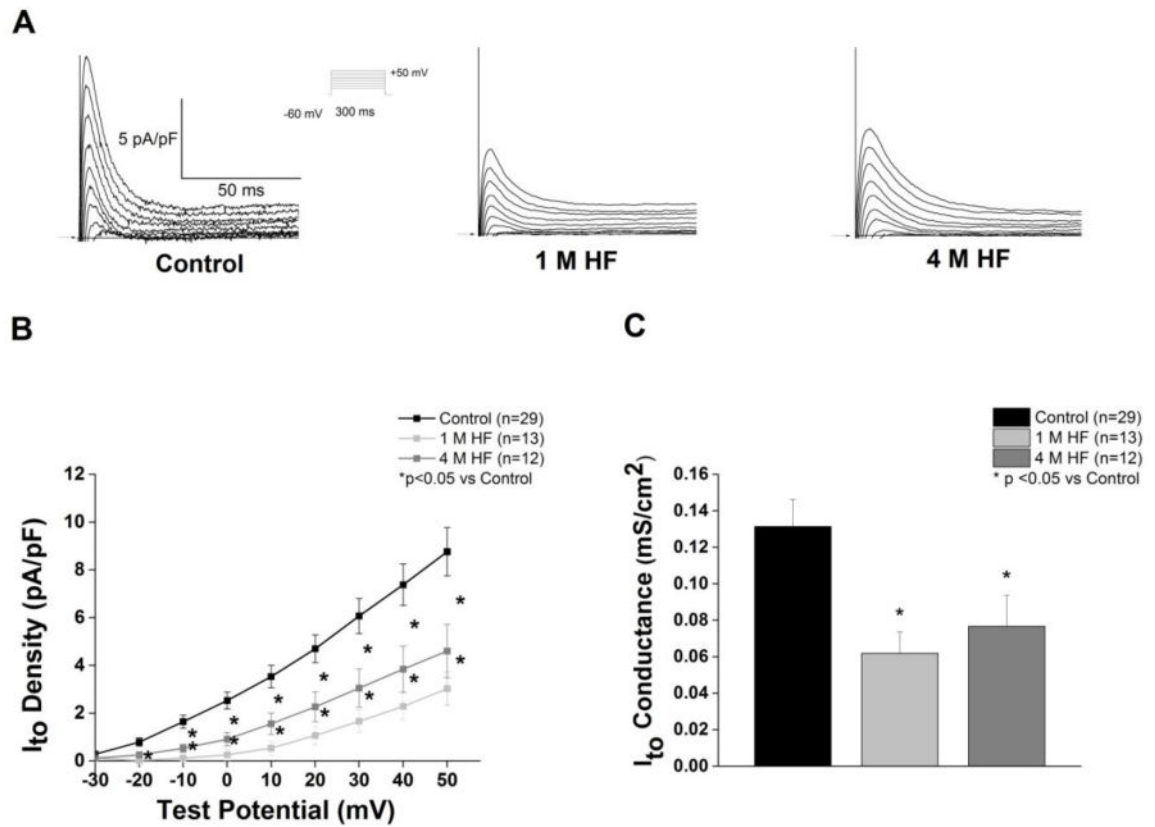 A
+50 mV
-60 mV 300 ms
5 pA/pF
50 ms
Control
1 M HF
4 M HF
B
Control (n=29)
1 M HF (n=13)
4 M HF (n=12)
*p<0.05 vs Control
Ito Density (pA/pF)
12
10
8
6
4
2
0
* * * * * * *
* * * * * * *
*
-30 -20 -10 0 10 20 30 40 50
Test Potential (mV)
C
Control (n=29)
1 M HF (n=13)
4 M HF (n=12)
* p <0.05 vs Control
Ito Conductance (mS/cm²)
0.16
0.14
0.12
0.10
0.08
0.06
0.04
0.02
0.00
*
*